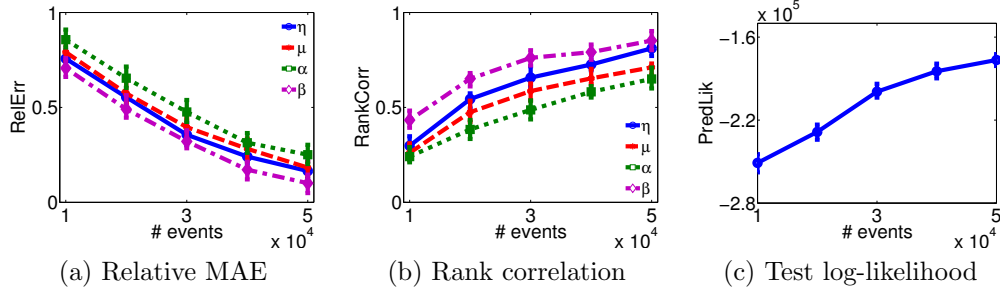 1
0.5
0
RelErr
1
3
5
# events
x 10^4
η
μ
α
β
(a) Relative MAE
1
0.5
0
RankCorr
1
3
5
# events
x 10^4
η
μ
α
β
(b) Rank correlation
x 10^5
−1.6
−2.2
−2.8
PredLik
1
3
5
# events
x 10^4
(c) Test log-likelihood